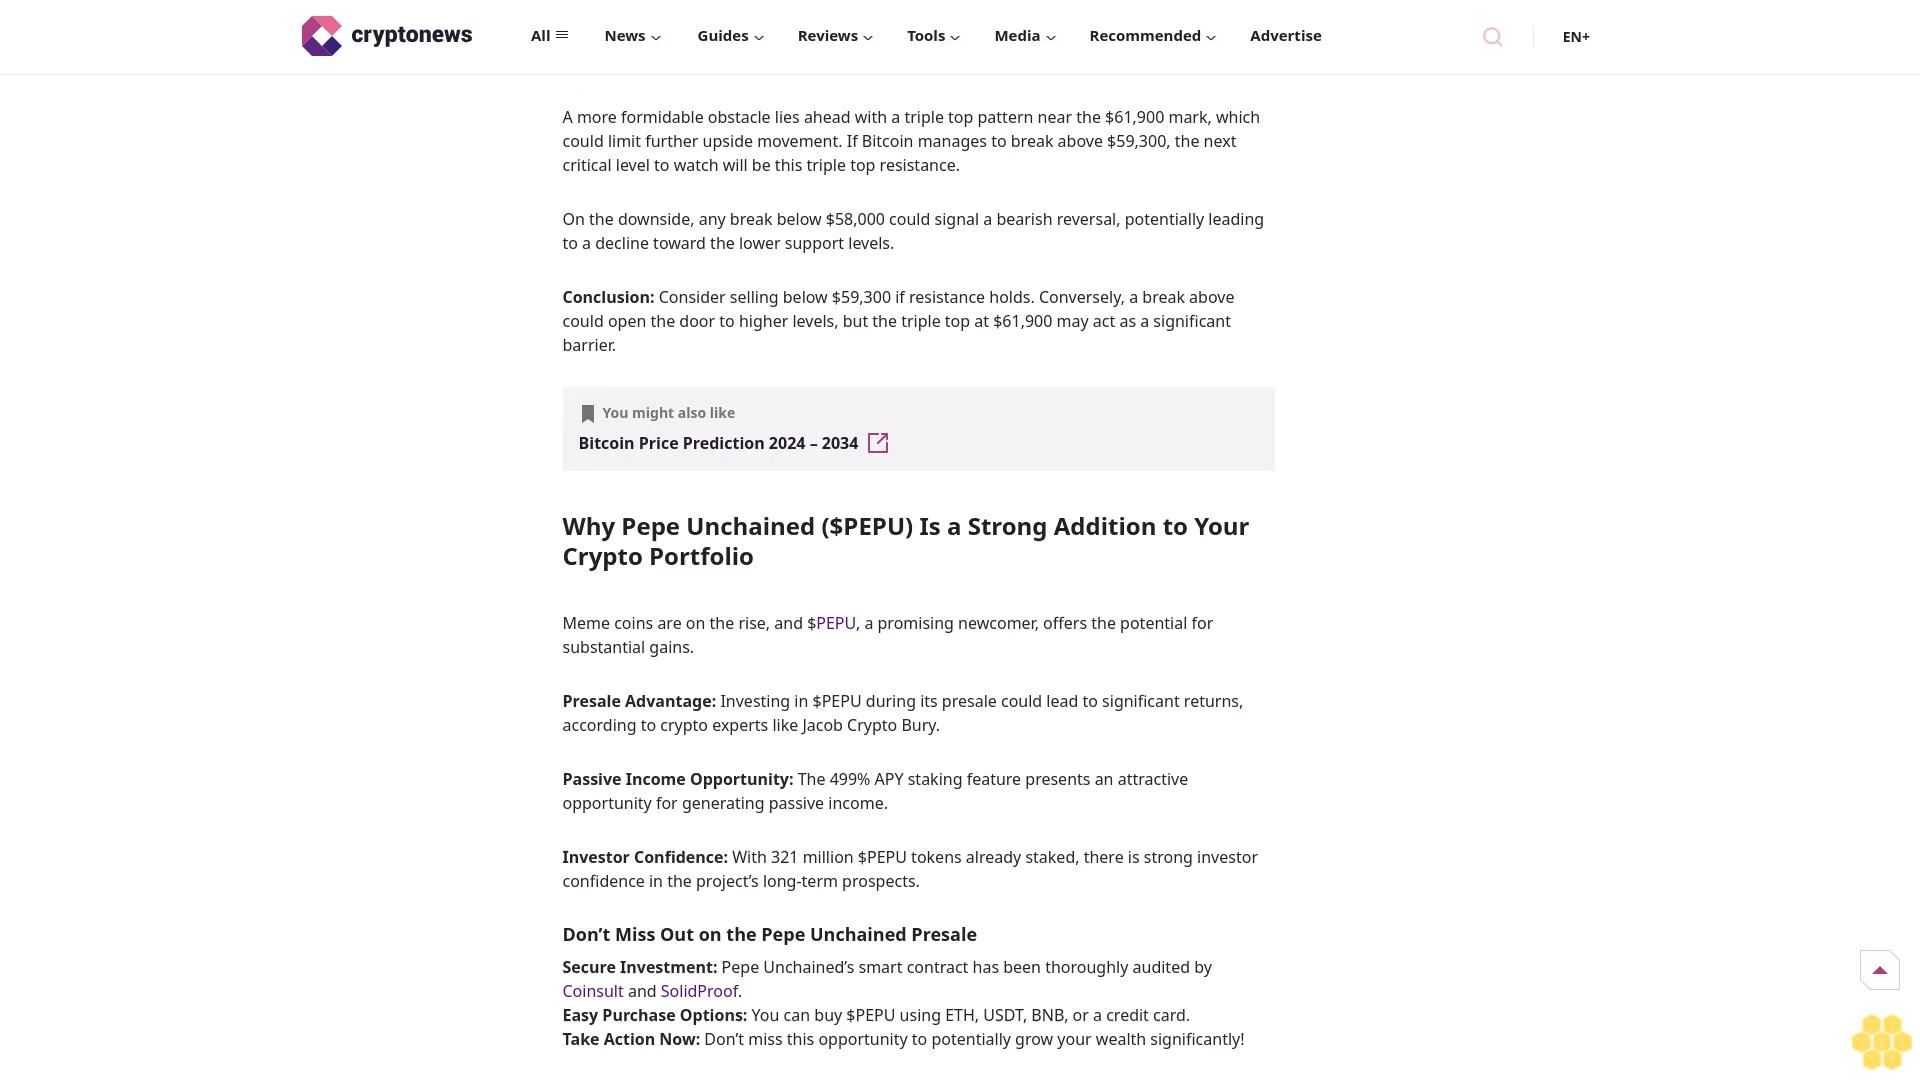 cryptonews
All
News
Guides
Reviews
Tools
Media
Recommended
Advertise
EN+
A more formidable obstacle lies ahead with a triple top pattern near the $61,900 mark, which
could limit further upside movement. If Bitcoin manages to break above $59,300, the next
critical level to watch will be this triple top resistance.
On the downside, any break below $58,000 could signal a bearish reversal, potentially leading
to a decline toward the lower support levels.
Conclusion: Consider selling below $59,300 if resistance holds. Conversely, a break above
could open the door to higher levels, but the triple top at $61,900 may act as a significant
barrier.
You might also like
Bitcoin Price Prediction 2024 – 2034
Why Pepe Unchained ($PEPU) Is a Strong Addition to Your
Crypto Portfolio
Meme coins are on the rise, and $PEPU, a promising newcomer, offers the potential for
substantial gains.
Presale Advantage: Investing in $PEPU during its presale could lead to significant returns,
according to crypto experts like Jacob Crypto Bury.
Passive Income Opportunity: The 499% APY staking feature presents an attractive
opportunity for generating passive income.
Investor Confidence: With 321 million $PEPU tokens already staked, there is strong investor
confidence in the project’s long-term prospects.
Don’t Miss Out on the Pepe Unchained Presale
Secure Investment: Pepe Unchained’s smart contract has been thoroughly audited by
Coinsult and SolidProof.
Easy Purchase Options: You can buy $PEPU using ETH, USDT, BNB, or a credit card.
Take Action Now: Don’t miss this opportunity to potentially grow your wealth significantly!